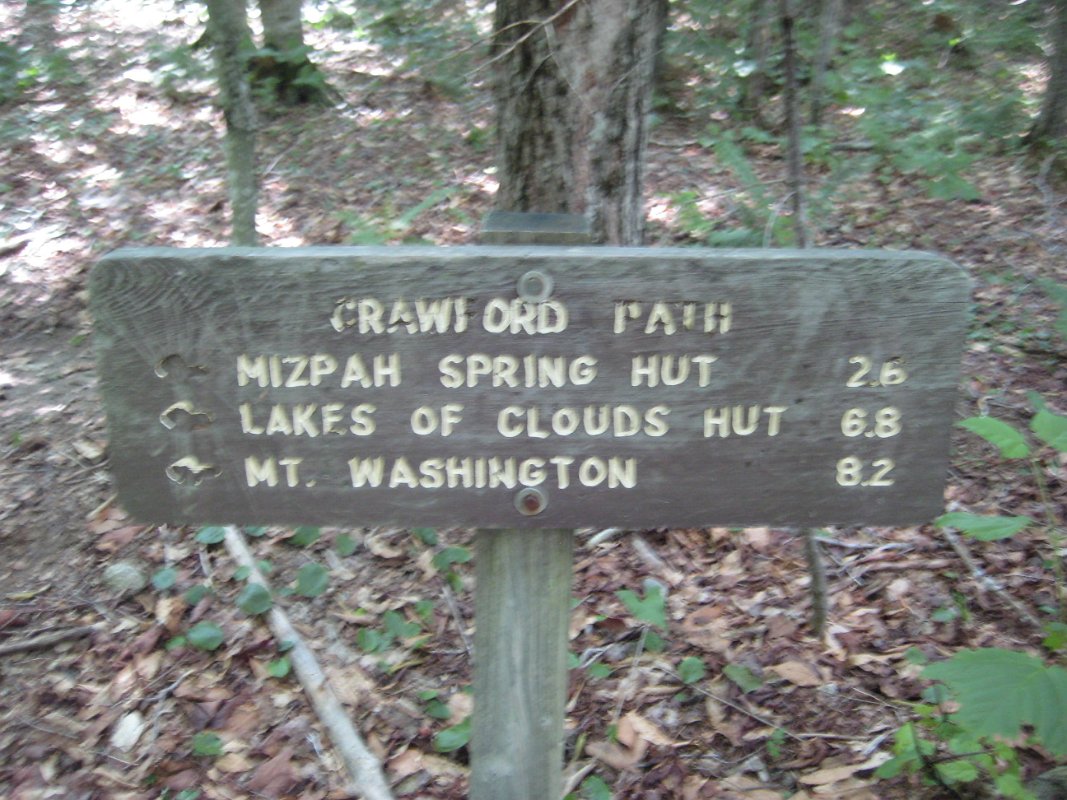 CRAWFORD PATH
MIZPAH SPRING HUT 2.6
LAKES OF CLOUDS HUT 6.8
MT. WASHINGTON 8.2